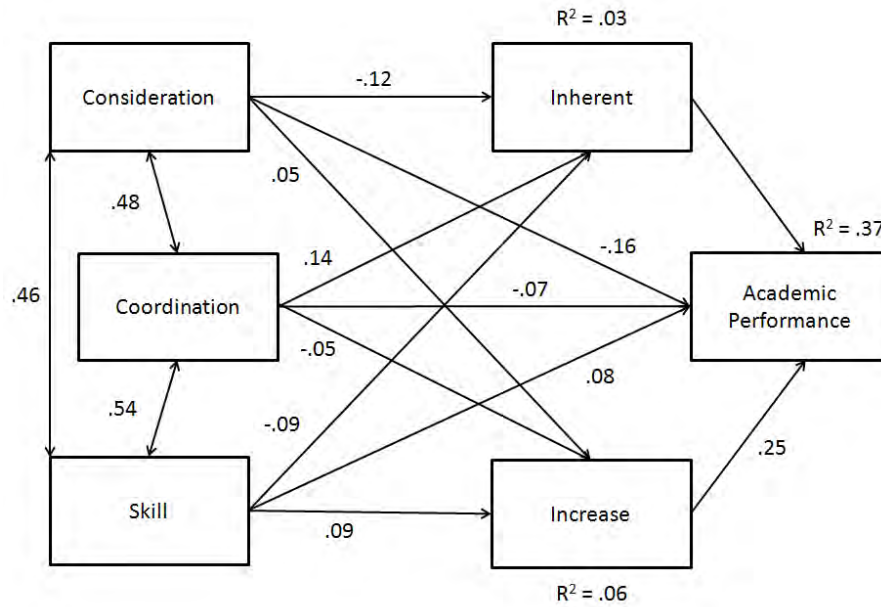 R² = .03
Consideration
-.12
Inherent
.05
.48
R² = .37
.14
-.16
.46
Coordination
-.07
Academic
Performance
-.05
.08
.54
-.09
.25
Skill
.09
Increase
R² = .06